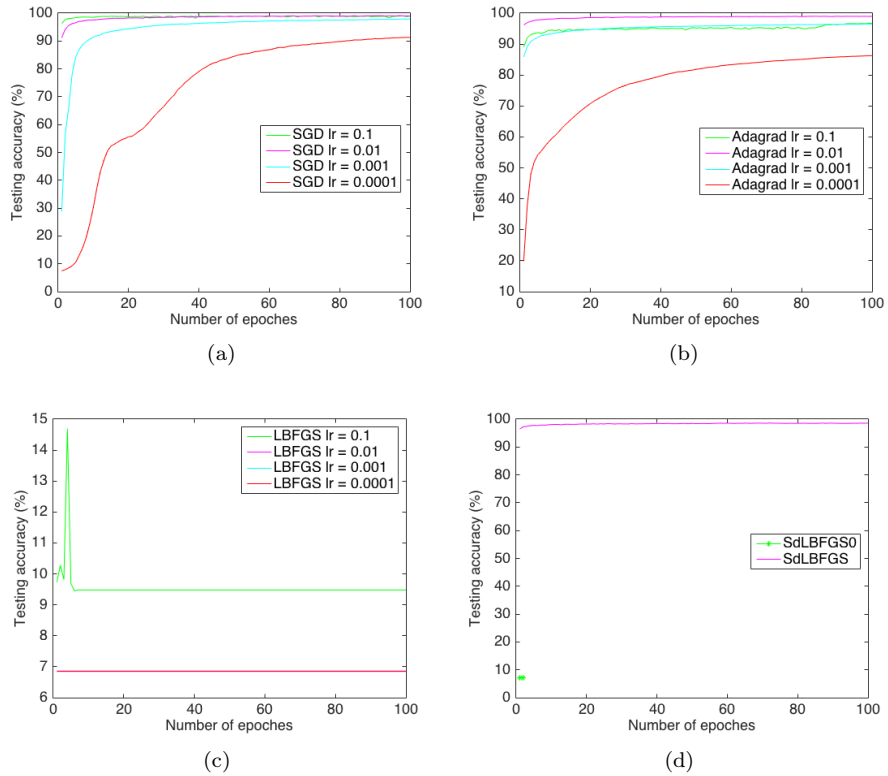 100
90
80
70
60
50
40
30
20
10
0
Testing accuracy (%)
SGD lr = 0.1
SGD lr = 0.01
SGD lr = 0.001
SGD lr = 0.0001
0 20 40 60 80 100
Number of epoches
(a)
100
90
80
70
60
50
40
30
20
10
Testing accuracy (%)
Adagrad lr = 0.1
Adagrad lr = 0.01
Adagrad lr = 0.001
Adagrad lr = 0.0001
0 20 40 60 80 100
Number of epoches
(b)
15
14
13
12
11
10
9
8
7
6
Testing accuracy (%)
LBFGS lr = 0.1
LBFGS lr = 0.01
LBFGS lr = 0.001
LBFGS lr = 0.0001
0 20 40 60 80 100
Number of epoches
(c)
100
90
80
70
60
50
40
30
20
10
0
Testing accuracy (%)
SdLBFGS0
SdLBFGS
0 20 40 60 80 100
Number of epoches
(d)